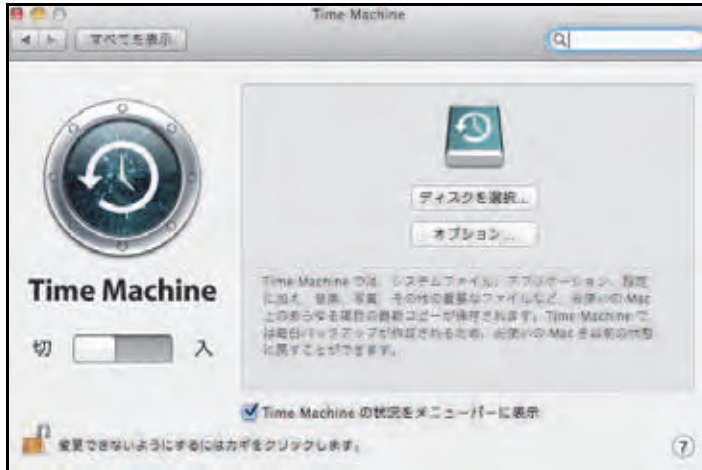 Time Machine
すべてを表示
ディスクを選択...
オプション...
Time Machine
切 入
Time Machine では、システムファイル、アプリケーション、設定
に加え、音楽、写真、その他の重要なファイルなど、お使いの Mac
上のあらゆる項目の最新コピーが保存されます。Time Machine で
は毎日バックアップが作成されるため、お使いの Mac を以前の状態
に戻すことができます。
Time Machine の状況をメニューバーに表示
変更できないようにするにはカギをクリックします。
?